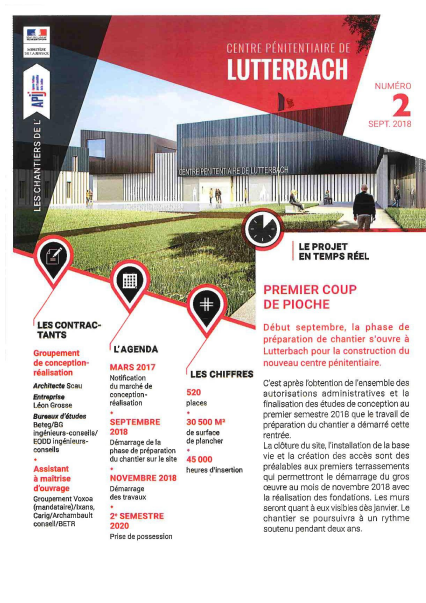 MINISTÈRE
DE LA JUSTICE
LES CHANTIERS DE L'
APIJ
CENTRE PÉNITENTIAIRE DE
LUTTERBACH
NUMÉRO
2
SEPT. 2018
CENTRE PÉNITENTIAIRE DE LUTTERBACH
LE PROJET
EN TEMPS RÉEL
LES CONTRAC-
TANTS
Groupement
de conception-
réalisation
Architecte Scau
Entreprise
Léon Grosse
Bureaux d'études
Beteg/BG
ingénieurs-conseils/
EODD ingénieurs-
conseils
*
Assistant
à maîtrise
d'ouvrage
Groupement Voxoa
(mandataire)/Ixans,
Carig/Archambault
conseil/BETR
L'AGENDA
MARS 2017
Notification
du marché de
conception-
réalisation
*
SEPTEMBRE
2018
Démarrage de la
phase de préparation
du chantier sur le site
*
NOVEMBRE 2018
Démarrage
des travaux
*
2e SEMESTRE
2020
Prise de possession
#
LES CHIFFRES
520
places
*
30 500 M²
de surface
de plancher
*
45 000
heures d'insertion
PREMIER COUP
DE PIOCHE
Début septembre, la phase de
préparation de chantier s'ouvre à
Lutterbach pour la construction du
nouveau centre pénitentiaire.
C'est après l'obtention de l'ensemble des
autorisations administratives et la
finalisation des études de conception au
premier semestre 2018 que le travail de
préparation du chantier a démarré cette
rentrée.
La clôture du site, l'installation de la base
vie et la création des accès sont des
préalables aux premiers terrassements
qui permettront le démarrage du gros
œuvre au mois de novembre 2018 avec
la réalisation des fondations. Les murs
seront quant à eux visibles dès janvier. Le
chantier se poursuivra à un rythme
soutenu pendant deux ans.